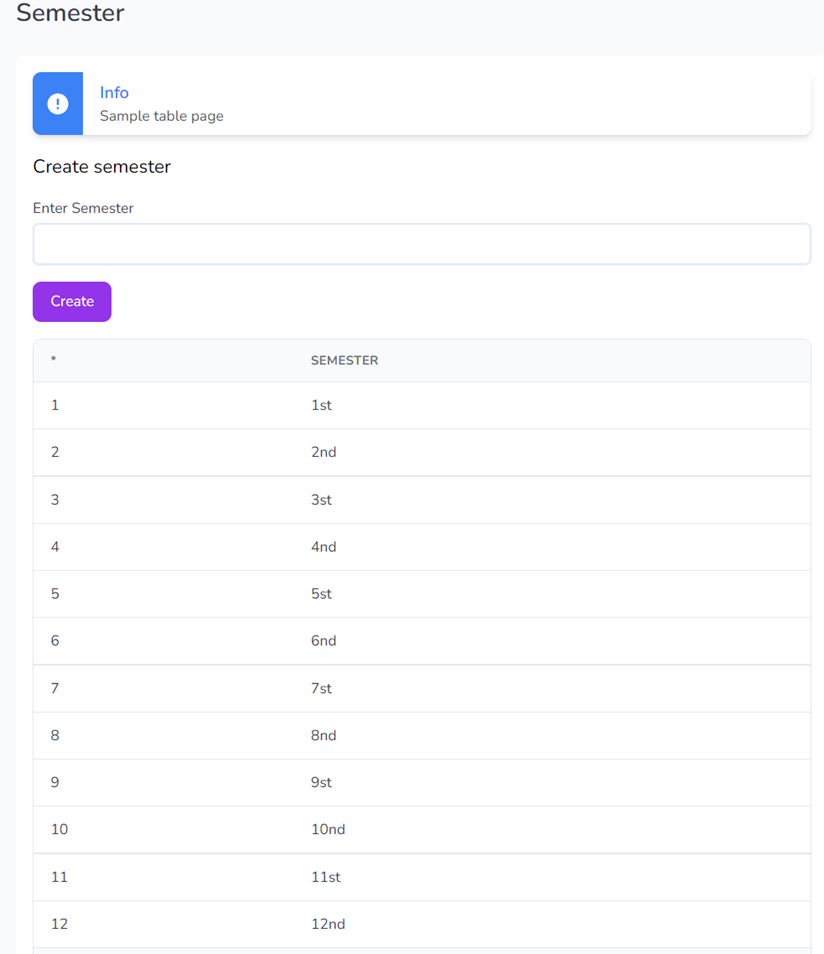 Semester
Info
Sample table page
Create semester
Enter Semester
Create
* SEMESTER
1 1st
2 2nd
3 3st
4 4nd
5 5st
6 6nd
7 7st
8 8nd
9 9st
10 10nd
11 11st
12 12nd